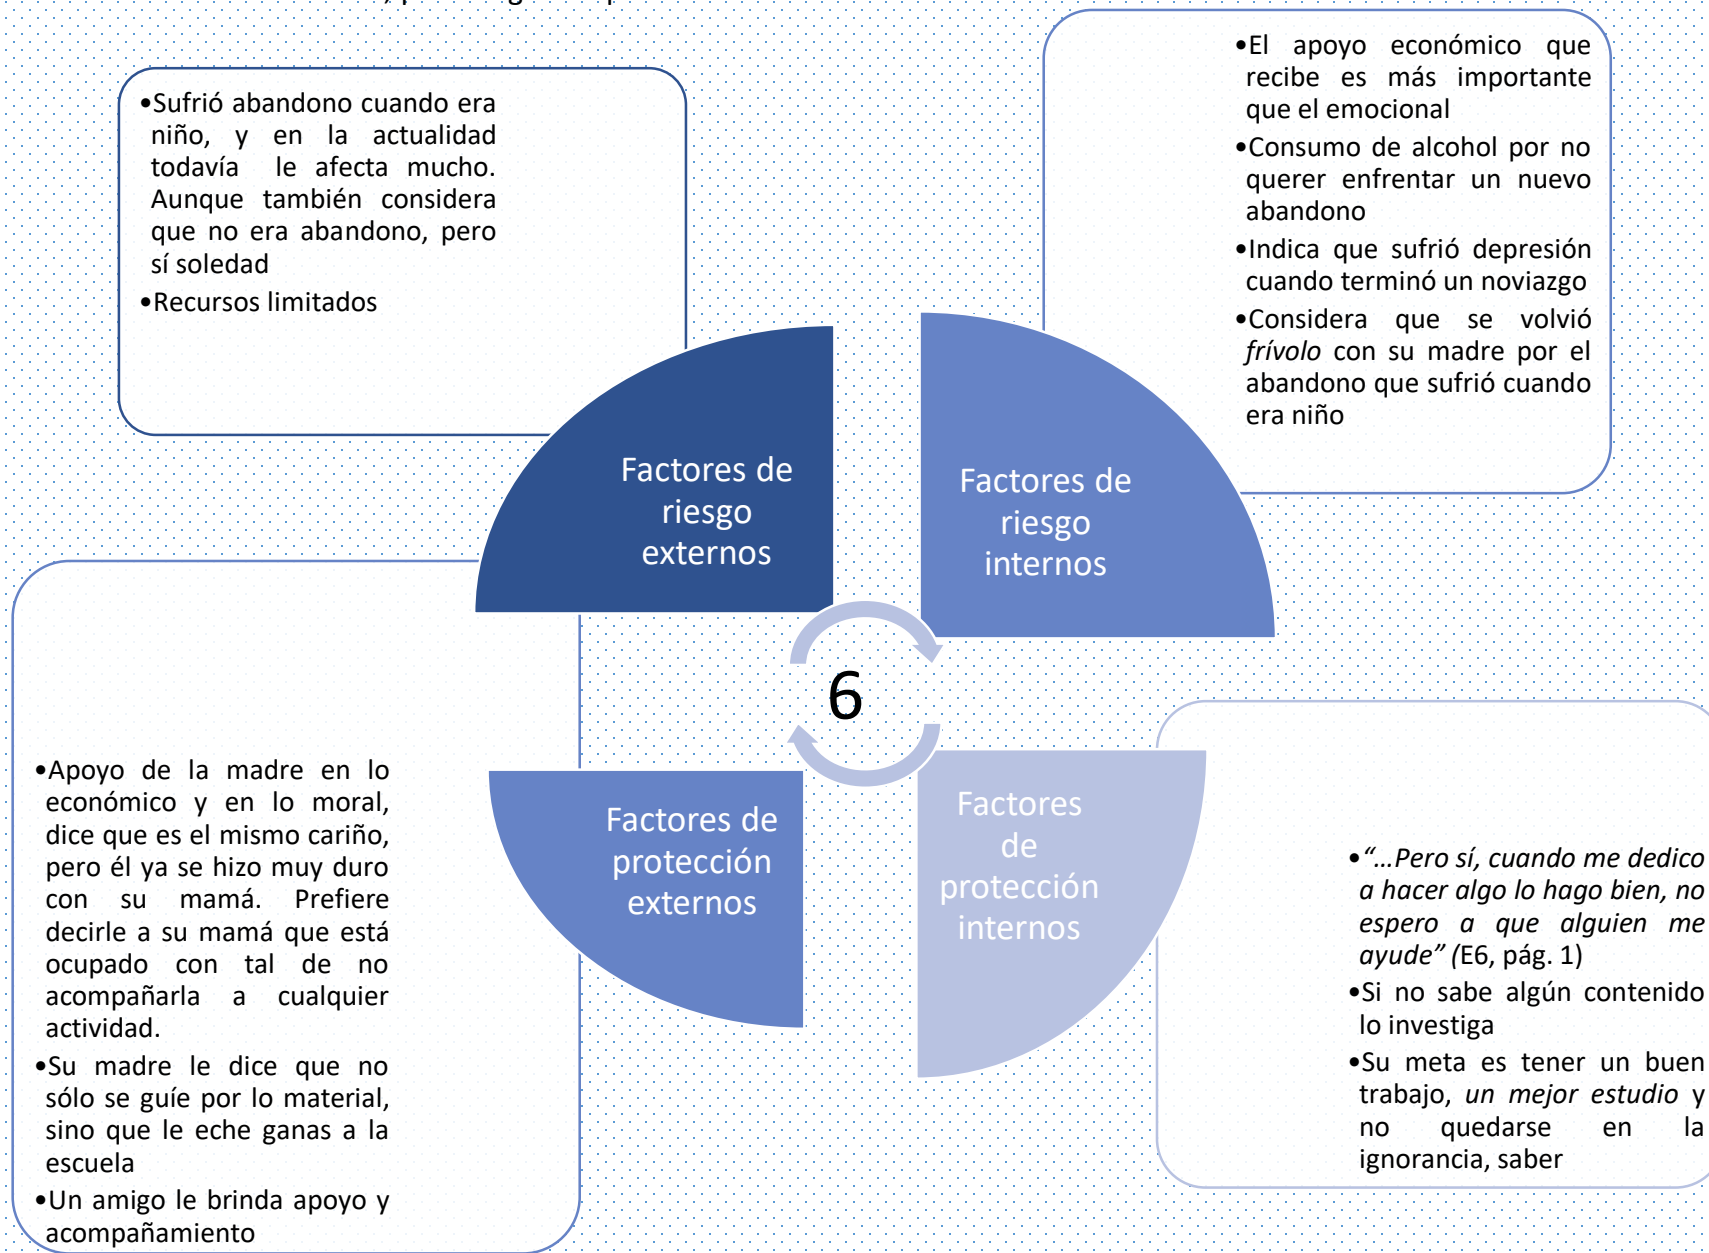 •Sufrió abandono cuando era
niño, y en la actualidad
todavía le afecta mucho.
Aunque también considera
que no era abandono, pero
sí soledad
•Recursos limitados
•El apoyo económico que
recibe es más importante
que el emocional
•Consumo de alcohol por no
querer enfrentar un nuevo
abandono
•Indica que sufrió depresión
cuando terminó un noviazgo
•Considera que se volvió
frívolo con su madre por el
abandono que sufrió cuando
era niño
Factores de
riesgo
externos
Factores de
riesgo
internos
6
Factores de
protección
externos
Factores
de
protección
internos
•Apoyo de la madre en lo
económico y en lo moral,
dice que es el mismo cariño,
pero él ya se hizo muy duro
con su mamá. Prefiere
decirle a su mamá que está
ocupado con tal de no
acompañarla a cualquier
actividad.
•Su madre le dice que no
sólo se guíe por lo material,
sino que le eche ganas a la
escuela
•Un amigo le brinda apoyo y
acompañamiento
•“…Pero sí, cuando me dedico
a hacer algo lo hago bien, no
espero a que alguien me
ayude” (E6, pág. 1)
•Si no sabe algún contenido
lo investiga
•Su meta es tener un buen
trabajo, un mejor estudio y
no quedarse en la
ignorancia, saber